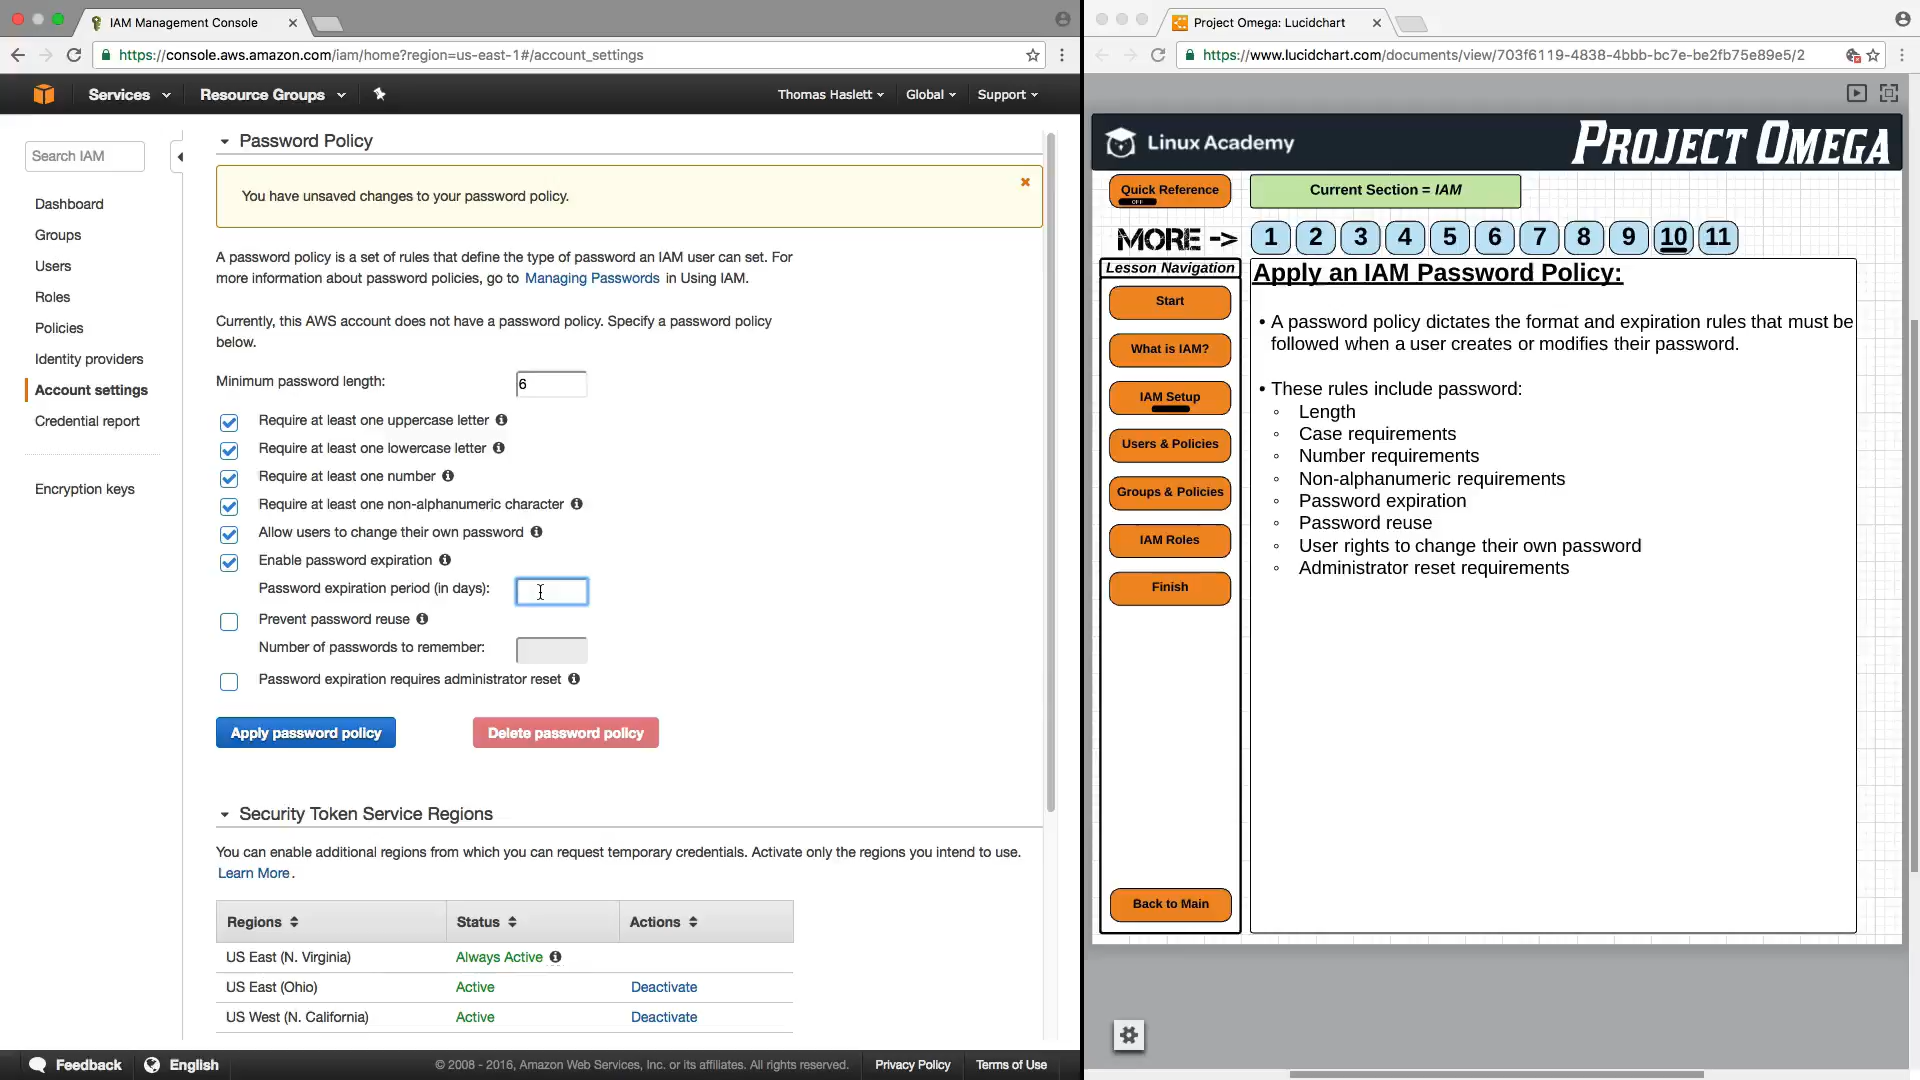 IAM Management Console
https://console.aws.amazon.com/iam/home?region=us-east-1#/account_settings
Services
Resource Groups
Thomas Haslett
Global
Support
Search IAM
Dashboard
Groups
Users
Roles
Policies
Identity providers
Account settings
Credential report
Encryption keys
Password Policy
You have unsaved changes to your password policy.
A password policy is a set of rules that define the type of password an IAM user can set. For
more information about password policies, go to Managing Passwords in Using IAM.
Currently, this AWS account does not have a password policy. Specify a password policy
below.
Minimum password length: 6
Require at least one uppercase letter
Require at least one lowercase letter
Require at least one number
Require at least one non-alphanumeric character
Allow users to change their own password
Enable password expiration
Password expiration period (in days):
Prevent password reuse
Number of passwords to remember:
Password expiration requires administrator reset
Apply password policy
Delete password policy
Security Token Service Regions
You can enable additional regions from which you can request temporary credentials. Activate only the regions you intend to use.
Learn More.
Regions Status Actions
US East (N. Virginia) Always Active
US East (Ohio) Active Deactivate
US West (N. California) Active Deactivate
Feedback
English
© 2008 - 2016, Amazon Web Services, Inc. or its affiliates. All rights reserved.
Privacy Policy
Terms of Use
Project Omega: Lucidchart
https://www.lucidchart.com/documents/view/703f6119-4838-4bbb-bc7e-be2fb75e89e5/2
Linux Academy
PROJECT OMEGA
Quick Reference
OFF
Current Section = IAM
MORE ->
1 2 3 4 5 6 7 8 9 10 11
Lesson Navigation
Start
What is IAM?
IAM Setup
Users & Policies
Groups & Policies
IAM Roles
Finish
Back to Main
Apply an IAM Password Policy:
• A password policy dictates the format and expiration rules that must be
followed when a user creates or modifies their password.
• These rules include password:
◦ Length
◦ Case requirements
◦ Number requirements
◦ Non-alphanumeric requirements
◦ Password expiration
◦ Password reuse
◦ User rights to change their own password
◦ Administrator reset requirements